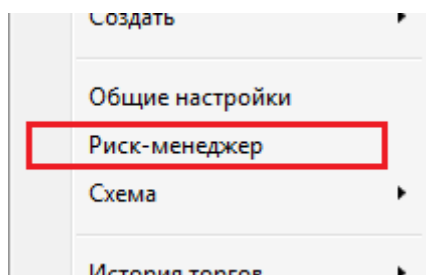 Создать
Общие настройки
Риск-менеджер
Схема
История торгов